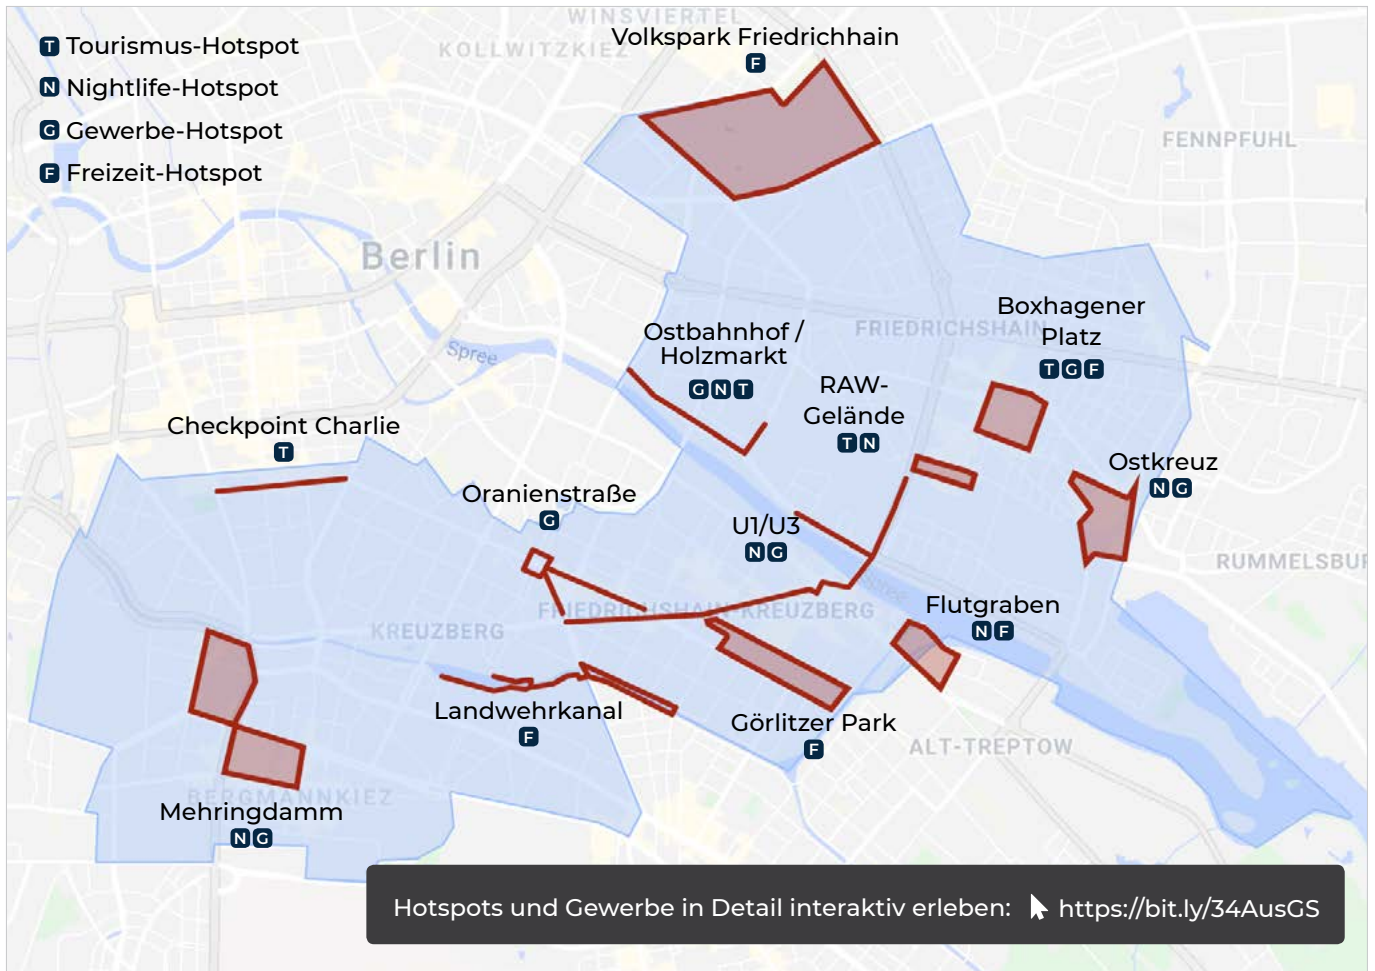 WINSVIERTEL
KOLLWITZKIEZ
Volkspark Friedrichhain
F
T Tourismus-Hotspot
N Nightlife-Hotspot
G Gewerbe-Hotspot
F Freizeit-Hotspot
FENNPFUHL
Berlin
Spree
FRIEDRICHSHAIN
Boxhagener
Platz
T G F
Ostbahnhof /
Holzmarkt
G N T
RAW-
Gelände
T N
Checkpoint Charlie
T
Ostkreuz
N G
Oranienstraße
G
U1/U3
N G
RUMMELSBUR
Spree
Flutgraben
N F
FRIEDRICHSHAIN-KREUZBERG
KREUZBERG
Landwehrkanal
F
Görlitzer Park
F
ALT-TREPTOW
BERGMANNKIEZ
Mehringdamm
N G
Hotspots und Gewerbe in Detail interaktiv erleben: https://bit.ly/34AusGS